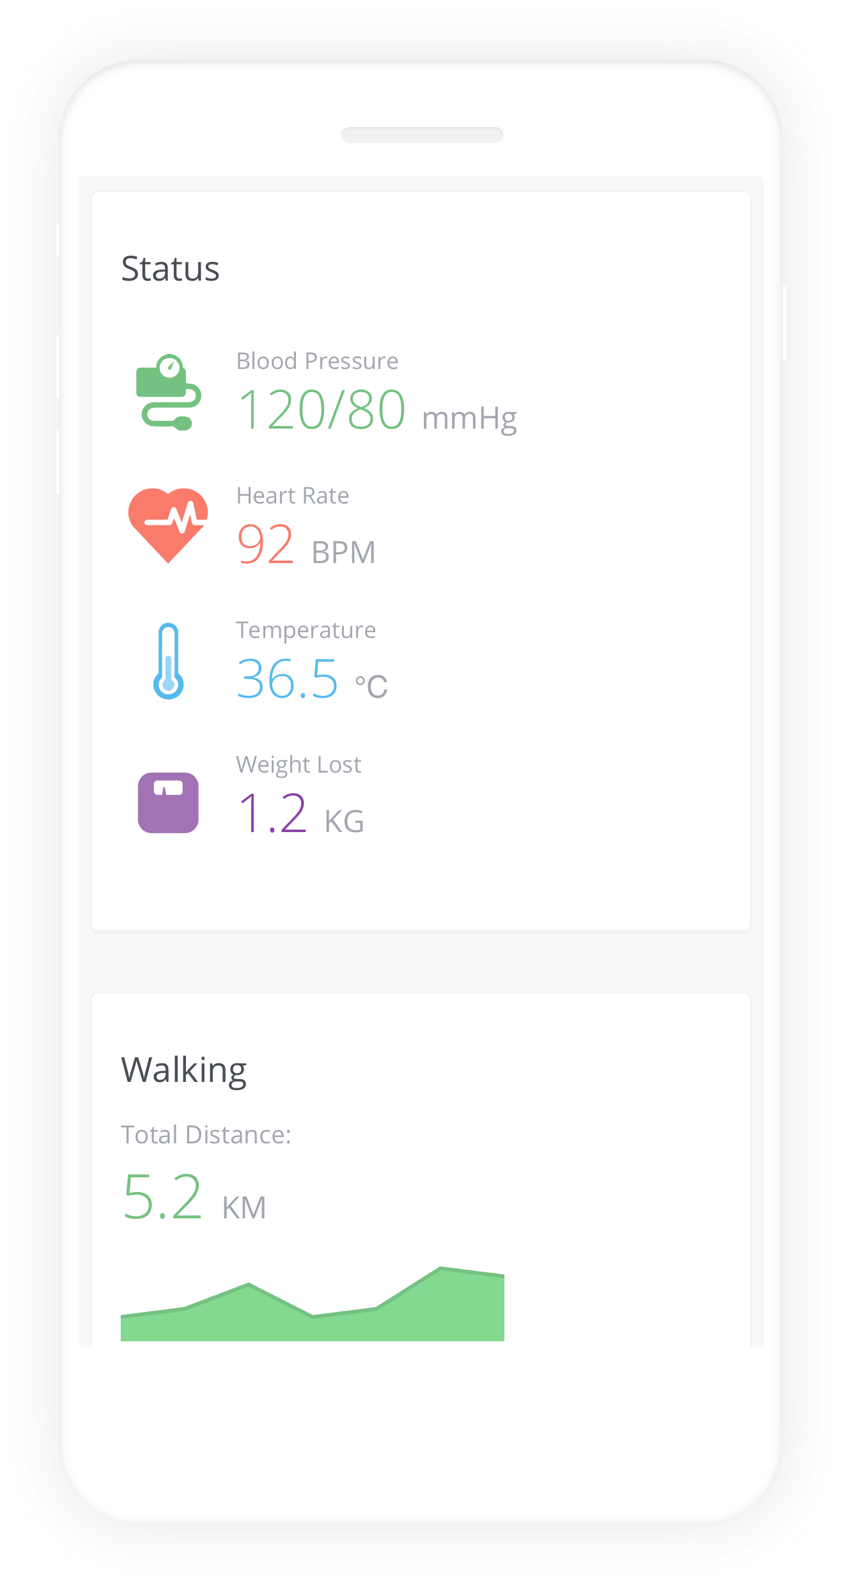 Status
Blood Pressure
120/80 mmHg
Heart Rate
92 BPM
Temperature
36.5 °C
Weight Lost
1.2 KG
Walking
Total Distance:
5.2 KM